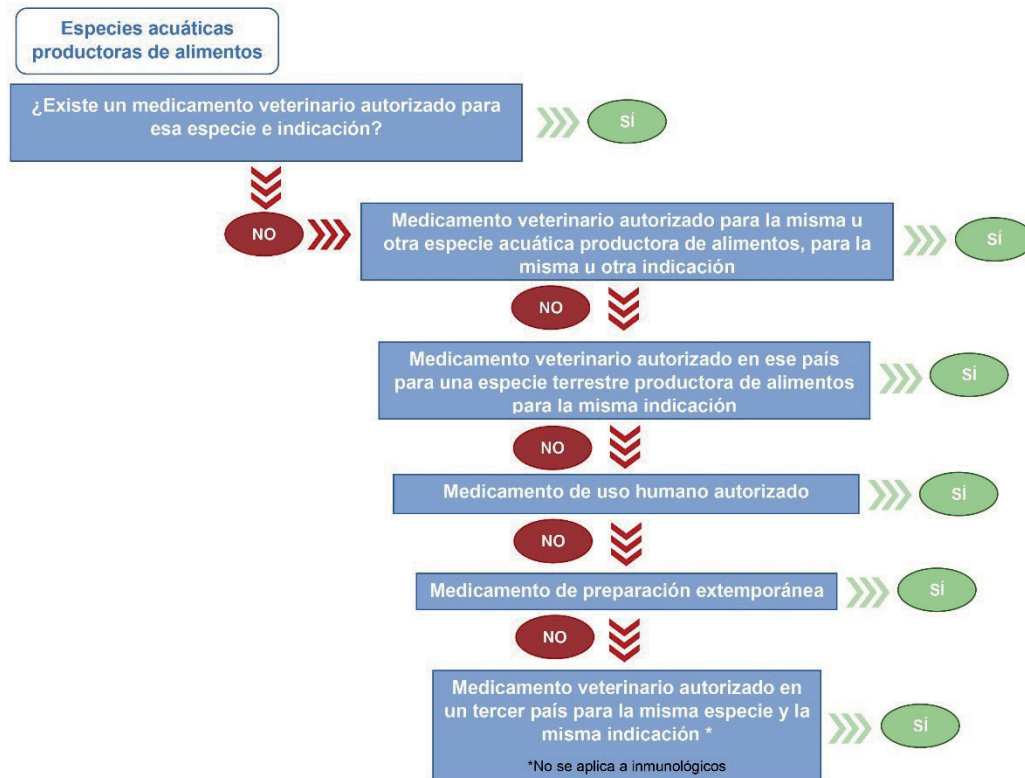 Especies acuáticas
productoras de alimentos
¿Existe un medicamento veterinario autorizado para
esa especie e indicación?
SÍ
NO
Medicamento veterinario autorizado para la misma u
otra especie acuática productora de alimentos, para la
misma u otra indicación
SÍ
NO
Medicamento veterinario autorizado en ese país
para una especie terrestre productora de alimentos
para la misma indicación
SÍ
NO
Medicamento de uso humano autorizado
SÍ
NO
Medicamento de preparación extemporánea
SÍ
NO
Medicamento veterinario autorizado en
un tercer país para la misma especie y la
misma indicación *
*No se aplica a inmunológicos
SÍ